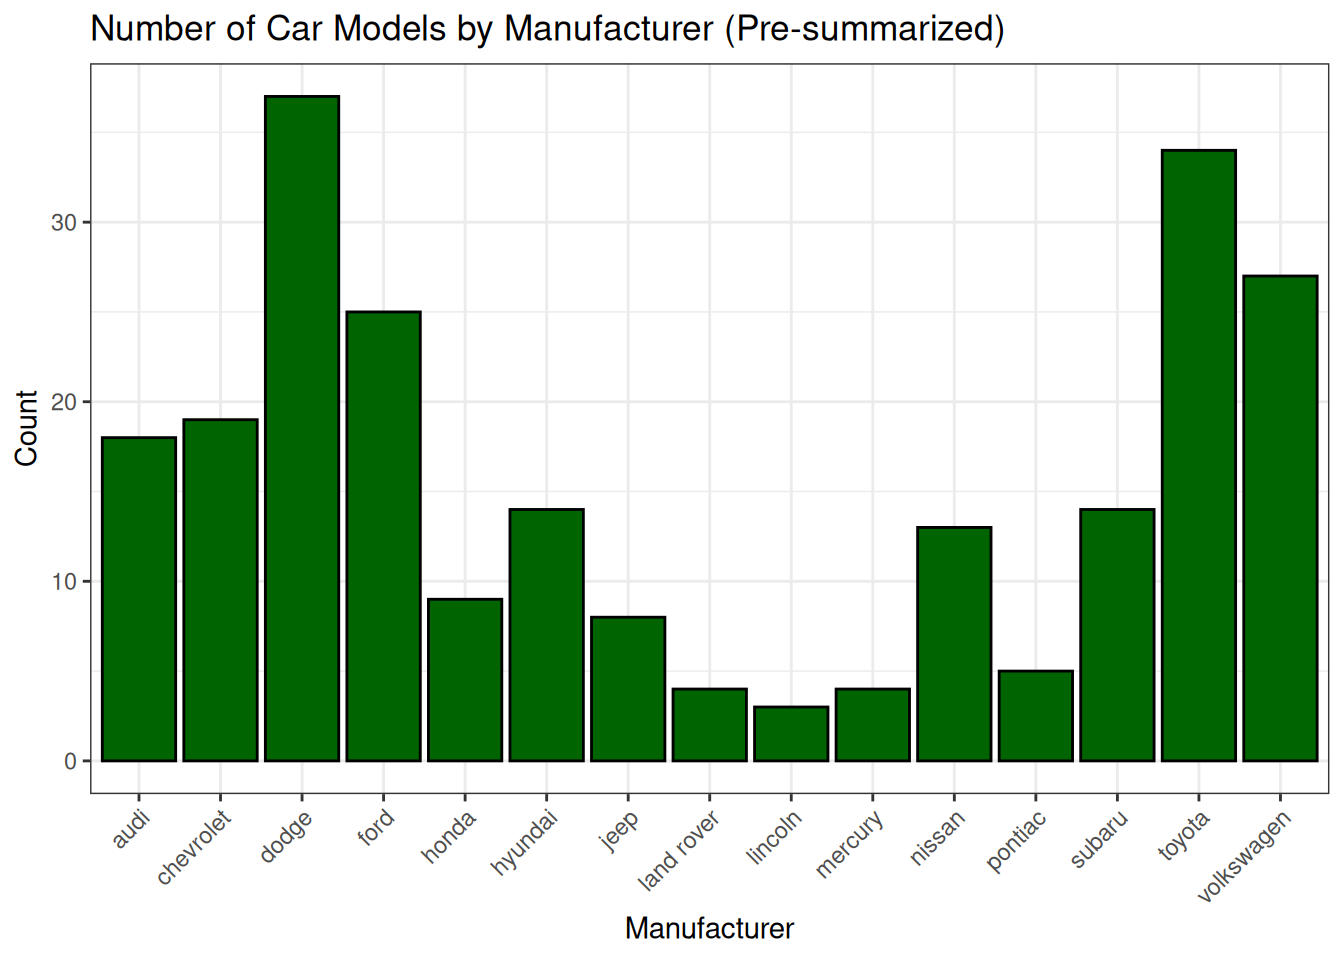 Number of Car Models by Manufacturer (Pre-summarized)
Count
30
20
10
0
audi
chevrolet
dodge
ford
honda
hyundai
jeep
land rover
lincoln
mercury
nissan
pontiac
subaru
toyota
volkswagen
Manufacturer